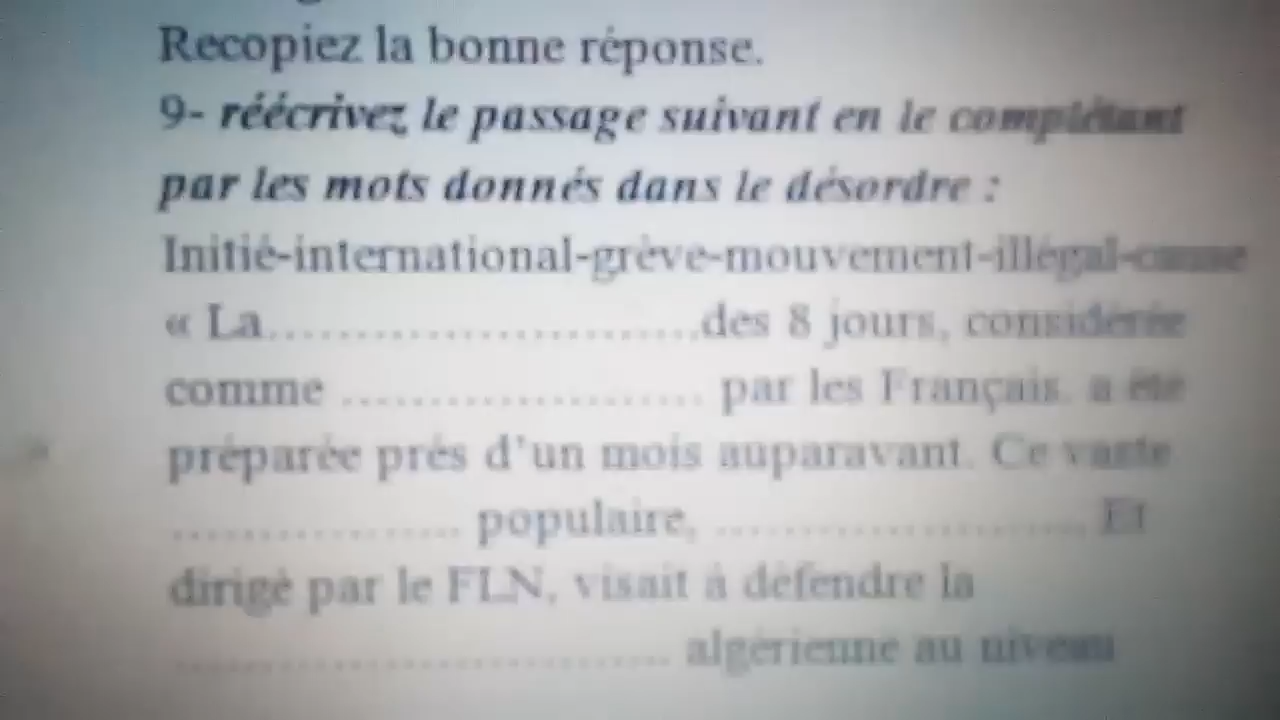 Recopiez la bonne réponse.
9- réécrivez le passage suivant en le complétant
par les mots donnés dans le désordre :
Initié-international-grève-mouvement-illégal-cause
« La..........................des 8 jours, considérée
comme ...................... par les Français. a été
préparée prés d'un mois auparavant. Ce vaste
.................. populaire, ....................... Et
dirigé par le FLN, visait à défendre la
............................... algérienne au niveau